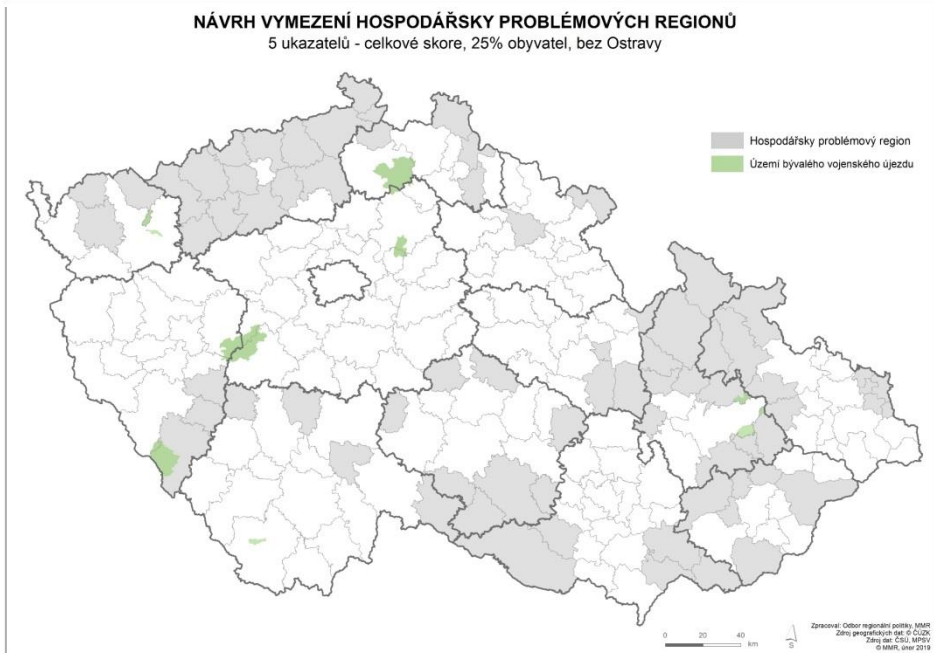 NÁVRH VYMEZENÍ HOSPODÁŘSKY PROBLÉMOVÝCH REGIONŮ
5 ukazatelů - celkové skore, 25% obyvatel, bez Ostravy
Hospodářsky problémový region
Území bývalého vojenského újezdu
0 20 40
km
S
Zpracoval: Odbor regionální politiky, MMR
Zdroj geografických dat: © ČÚZK
Zdroj dat: ČSÚ, MPSV
© MMR, únor 2019